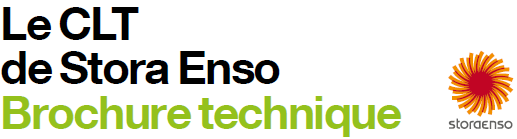 Le CLT
de Stora Enso
Brochure technique
storaenso